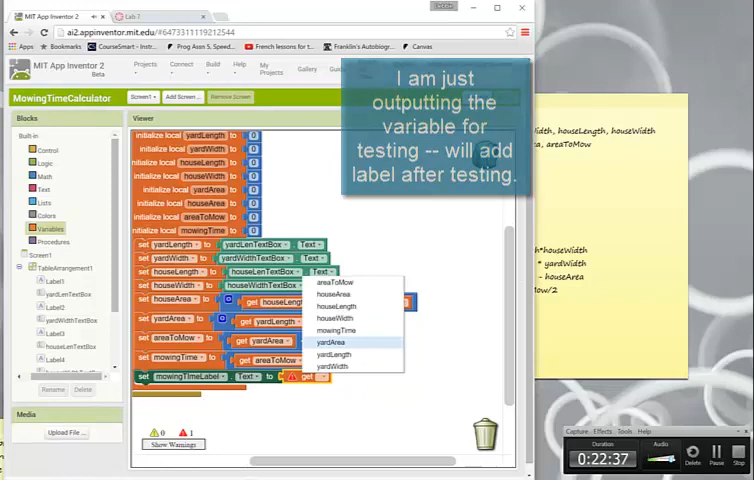 Debbie
MIT App Inventor 2
Lab 7
ai2.appinventor.mit.edu/#6473311119212544
Apps
Bookmarks
CourseSmart - Instr...
Prog Assn 5, Speed...
French lessons for t...
Franklin's Autobiogr...
Canvas
MIT App Inventor 2
Beta
Projects
Connect
Build
Help
My Projects
Gallery
Guide
MowingTimeCalculator
Screen1
Add Screen ...
Remove Screen
Blocks
Viewer
I am just
outputting the
variable for
testing -- will add
label after testing.
Built-in
Control
Logic
Math
Text
Lists
Colors
Variables
Procedures
Screen1
TableArrangement1
Label1
yardLenTextBox
Label2
yardWidthTextBox
Label3
houseLenTextBox
Label4
Rename
Delete
Media
Upload File ...
initialize local yardLength to 0
initialize local yardWidth to 0
initialize local houseLength to 0
initialize local houseWidth to 0
initialize local yardArea to 0
initialize local houseArea to 0
initialize local areaToMow to 0
initialize local mowingTime to 0
set yardLength to yardLenTextBox . Text
set yardWidth to yardWidthTextBox . Text
set houseLength to houseLenTextBox . Text
set houseWidth to houseWidthTextBox
set houseArea to get houseLengt
set yardArea to get yardLength
set areaToMow to get yardArea
set mowingTime to get areaToMow
set mowingTImeLabel . Text to get
areaToMow
houseArea
houseLength
houseWidth
mowingTime
yardArea
yardLength
yardWidth
0
1
Show Warnings
Width, houseLength, houseWidth
a, areaToMow
h*houseWidth
* yardWidth
- houseArea
Mow/2
Capture
Effects
Tools
Help
Duration
0:22:37
Audio
Delete
Pause
Stop